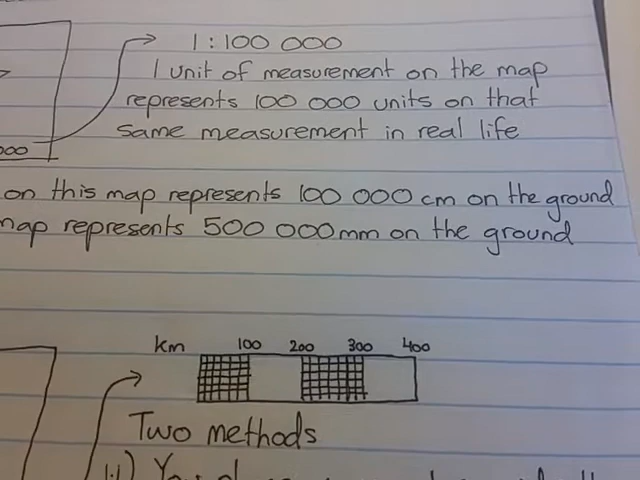 1:100 000
1 unit of measurement on the map
represents 100 000 units on that
same measurement in real life
000
on this map represents 100 000 cm on the ground
map represents 500 000mm on the ground
km 100 200 300 400
Two methods
1.)